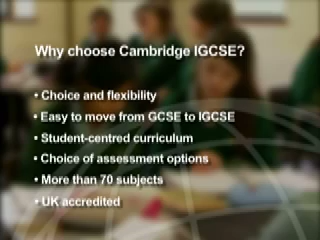 Why choose Cambridge IGCSE?
• Choice and flexibility
• Easy to move from GCSE to IGCSE
• Student-centred curriculum
• Choice of assessment options
• More than 70 subjects
• UK accredited